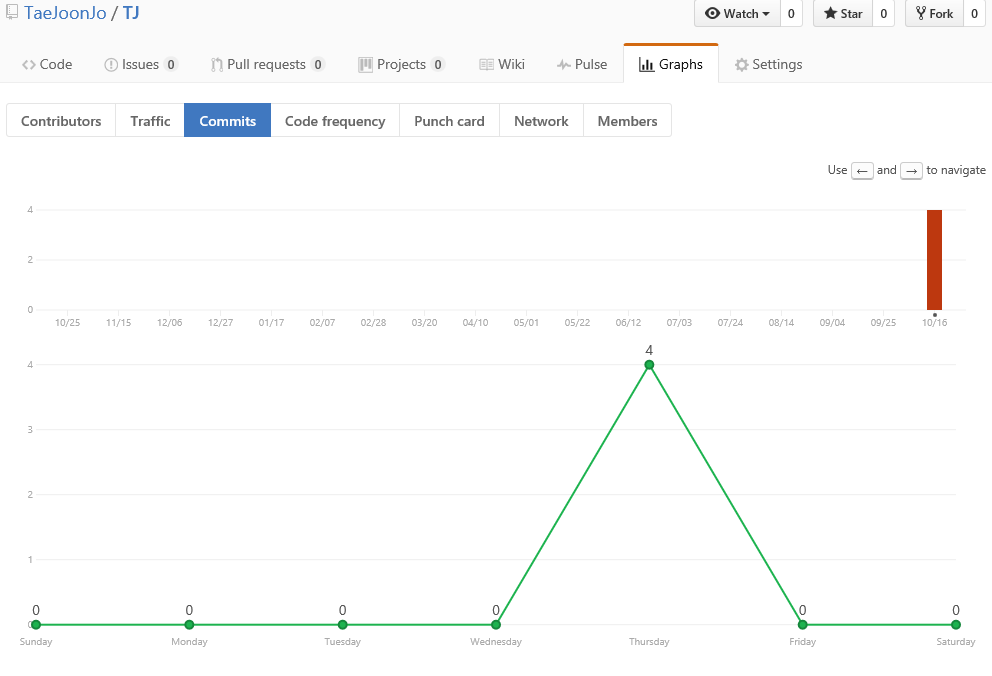 TaeJoonJo / TJ
Watch 0 Star 0 Fork 0
Code Issues 0 Pull requests 0 Projects 0 Wiki Pulse Graphs Settings
Contributors Traffic Commits Code frequency Punch card Network Members
Use ← and → to navigate
4
2
0
10/25 11/15 12/06 12/27 01/17 02/07 02/28 03/20 04/10 05/01 05/22 06/12 07/03 07/24 08/14 09/04 09/25 10/16
4
4
3
2
1
0 0 0 0 0 0
0
Sunday Monday Tuesday Wednesday Thursday Friday Saturday